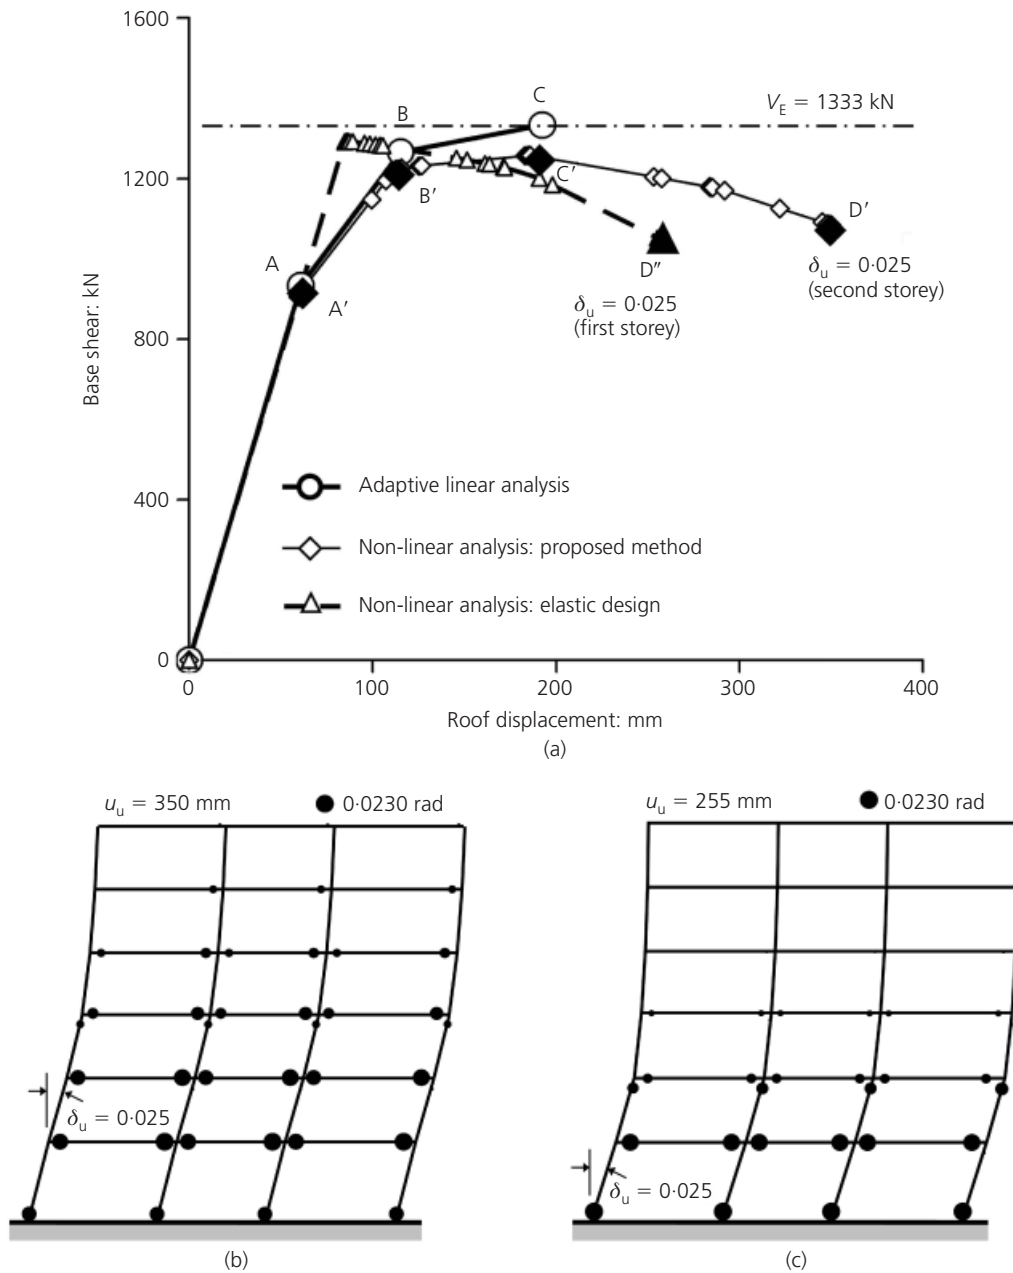 1600
1200
800
400
0
Base shear: kN
V_E = 1333 kN
C
B
C′
B′
A
A′
D′
D″
δ_u = 0·025
(second storey)
δ_u = 0·025
(first storey)
Adaptive linear analysis
Non-linear analysis: proposed method
Non-linear analysis: elastic design
0 100 200 300 400
Roof displacement: mm
(a)
u_u = 350 mm 0·0230 rad
δ_u = 0·025
(b)
u_u = 255 mm 0·0230 rad
δ_u = 0·025
(c)